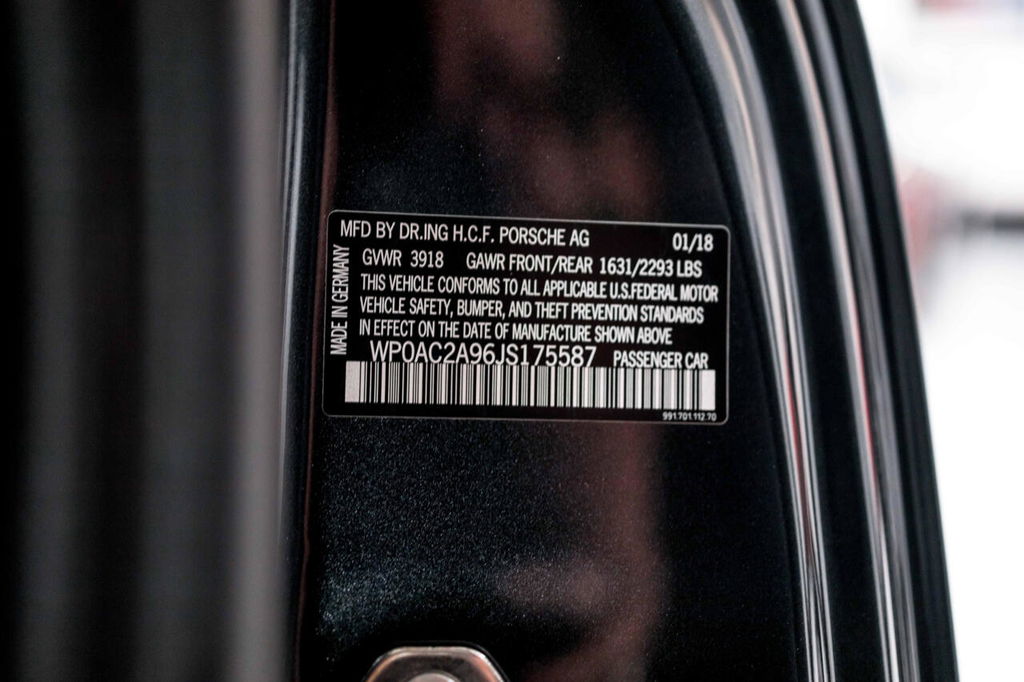 MFD BY DR.ING H.C.F. PORSCHE AG 01/18
GVWR 3918 GAWR FRONT/REAR 1631/2293 LBS
THIS VEHICLE CONFORMS TO ALL APPLICABLE U.S.FEDERAL MOTOR
VEHICLE SAFETY, BUMPER, AND THEFT PREVENTION STANDARDS
IN EFFECT ON THE DATE OF MANUFACTURE SHOWN ABOVE
WP0AC2A96JS175587 PASSENGER CAR
991.701.112.70
MADE IN GERMANY